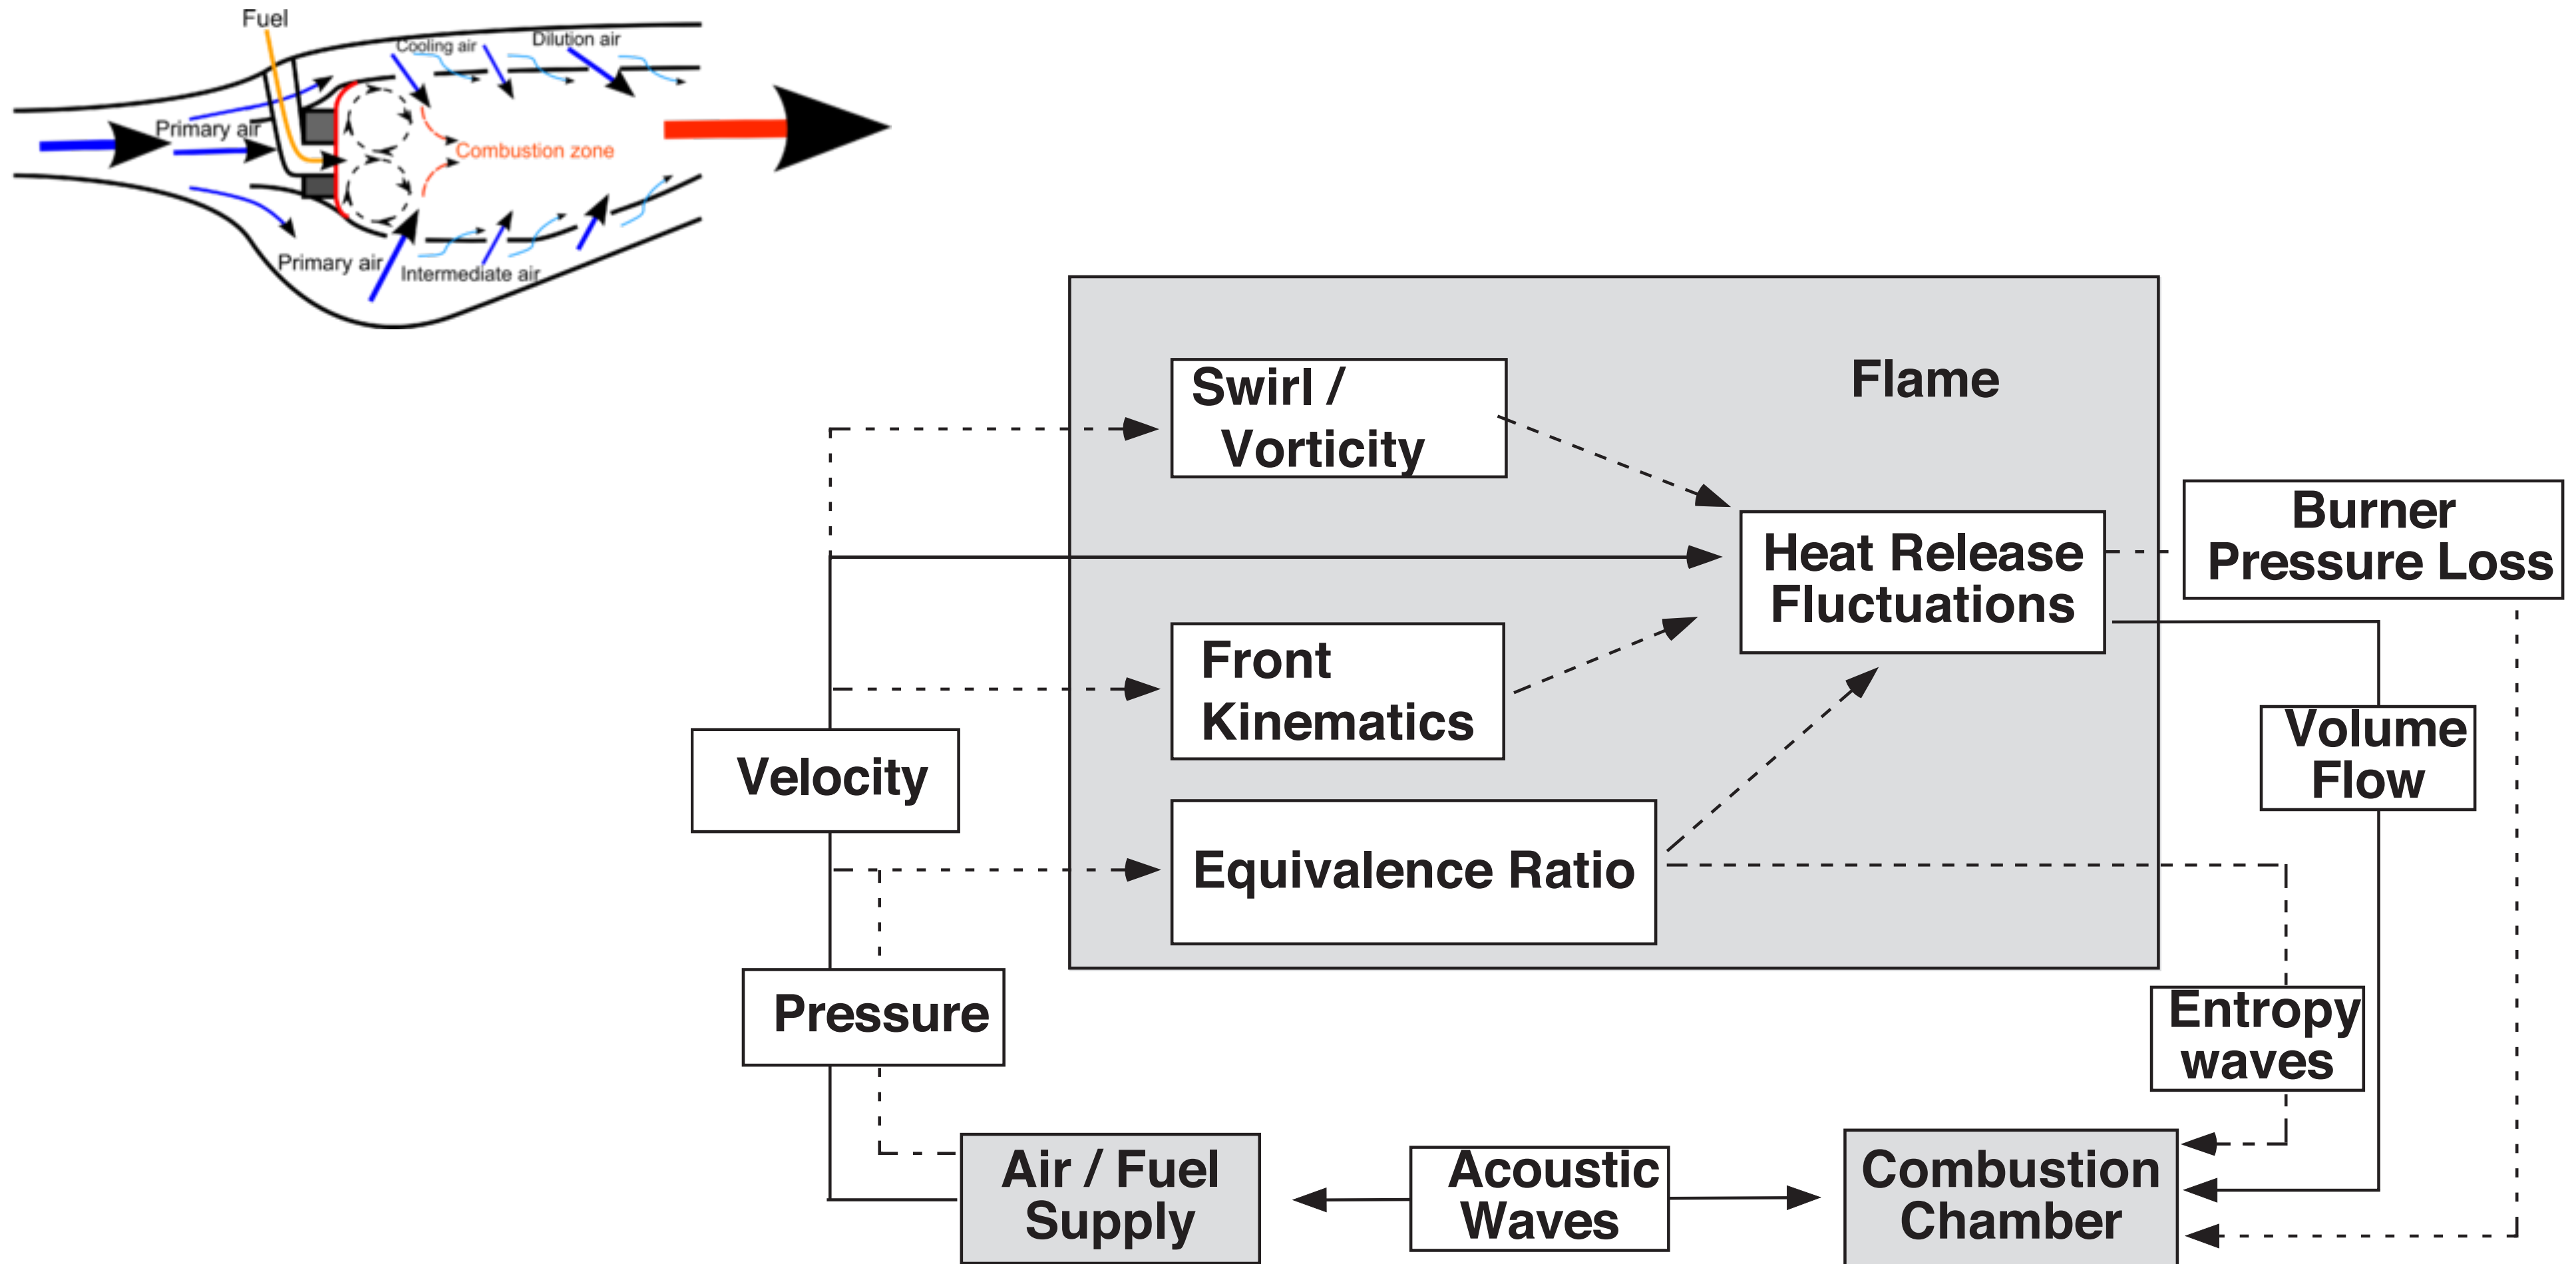 Fuel
Cooling air
Dilution air
Primary air
Combustion zone
Primary air
Intermediate air
Flame
Swirl /
Vorticity
Heat Release
Fluctuations
Burner
Pressure Loss
Front
Kinematics
Velocity
Volume
Flow
Equivalence Ratio
Pressure
Entropy
waves
Air / Fuel
Supply
Acoustic
Waves
Combustion
Chamber